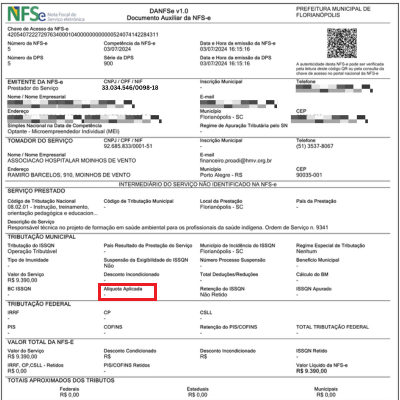 NFSe Nota Fiscal de Serviço eletrônica
DANFSe v1.0
Documento Auxiliar da NFS-e
PREFEITURA MUNICIPAL DE FLORIANÓPOLIS
Chave de Acesso da NFS-e
Número da NFS-e
5
Competência da NFS-e
03/07/2024
Data e Hora da emissão da NFS-e
03/07/2024 16:15:16
Número da DPS
5
Série da DPS
900
Data e Hora da emissão da DPS
03/07/2024 16:15:16
A autenticidade desta NFS-e pode ser verificada
pela leitura deste código QR ou pela consulta da
chave de acesso no portal nacional da NFS-e
EMITENTE DA NFS-e
Prestador do Serviço
CNPJ / CPF / NIF
33.034.546/0098-18
Inscrição Municipal
-
Telefone
Nome / Nome Empresarial
E-mail
Endereço
Município
Florianópolis - SC
CEP
Simples Nacional na Data da Competência
Optante - Microempreendedor Individual (MEI)
Regime de Apuração Tributária pelo SN
-
TOMADOR DO SERVIÇO
CNPJ / CPF / NIF
92.685.833/0001-51
Inscrição Municipal
-
Telefone
(51) 3537-8067
Nome / Nome Empresarial
ASSOCIACAO HOSPITALAR MOINHOS DE VENTO
E-mail
financeiro.proadi@hmv.org.br
Endereço
RAMIRO BARCELOS, 910, MOINHOS DE VENTO
Município
Porto Alegre - RS
CEP
90035-001
INTERMEDIÁRIO DO SERVIÇO NÃO IDENTIFICADO NA NFS-e
SERVIÇO PRESTADO
Código de Tributação Nacional
08.02.01 - Instrução, treinamento,
orientação pedagógica e educacion...
Código de Tributação Municipal
-
Local da Prestação
Florianópolis - SC
País da Prestação
-
Descrição do Serviço
Responsável técnica no projeto de formação em saúde ambiental para os profissionais da saúde indígena. Ordem de Serviço n. 9341
TRIBUTAÇÃO MUNICIPAL
Tributação do ISSQN
Operação Tributável
País Resultado da Prestação do Serviço
-
Município de Incidência do ISSQN
Florianópolis - SC
Regime Especial de Tributação
Nenhum
Tipo de Imunidade
-
Suspensão da Exigibilidade do ISSQN
Não
Número Processo Suspensão
-
Benefício Municipal
-
Valor do Serviço
R$ 9.390,00
Desconto Incondicionado
-
Total Deduções/Reduções
-
Cálculo do BM
-
BC ISSQN
-
Alíquota Aplicada
-
Retenção do ISSQN
Não Retido
ISSQN Apurado
-
TRIBUTAÇÃO FEDERAL
IRRF
-
CP
-
CSLL
-
PIS
-
COFINS
-
Retenção do PIS/COFINS
-
TOTAL TRIBUTAÇÃO FEDERAL
-
VALOR TOTAL DA NFS-E
Valor do Serviço
R$ 9.390,00
Desconto Condicionado
R$
Desconto Incondicionado
R$
ISSQN Retido
-
IRRF, CP,CSLL - Retidos
R$ 0,00
PIS/COFINS Retidos
-
Valor Líquido da NFS-e
R$ 9.390,00
TOTAIS APROXIMADOS DOS TRIBUTOS
Federais
R$ 0,00
Estaduais
R$ 0,00
Municipais
R$ 0,00